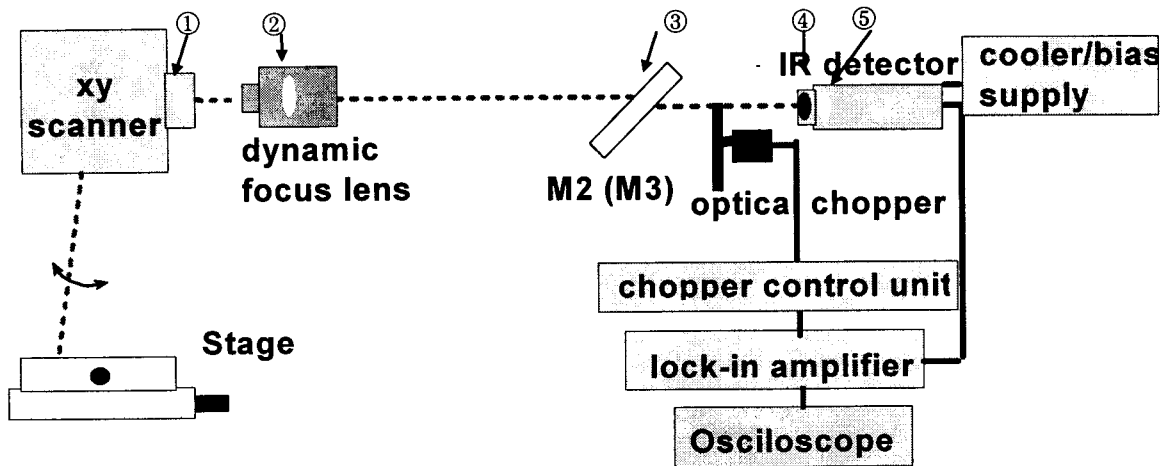 ① ② ③ ④ ⑤
xy
scanner
dynamic
focus lens
M2 (M3)
IR detector
cooler/bias
supply
optical chopper
chopper control unit
lock-in amplifier
Osciloscope
Stage